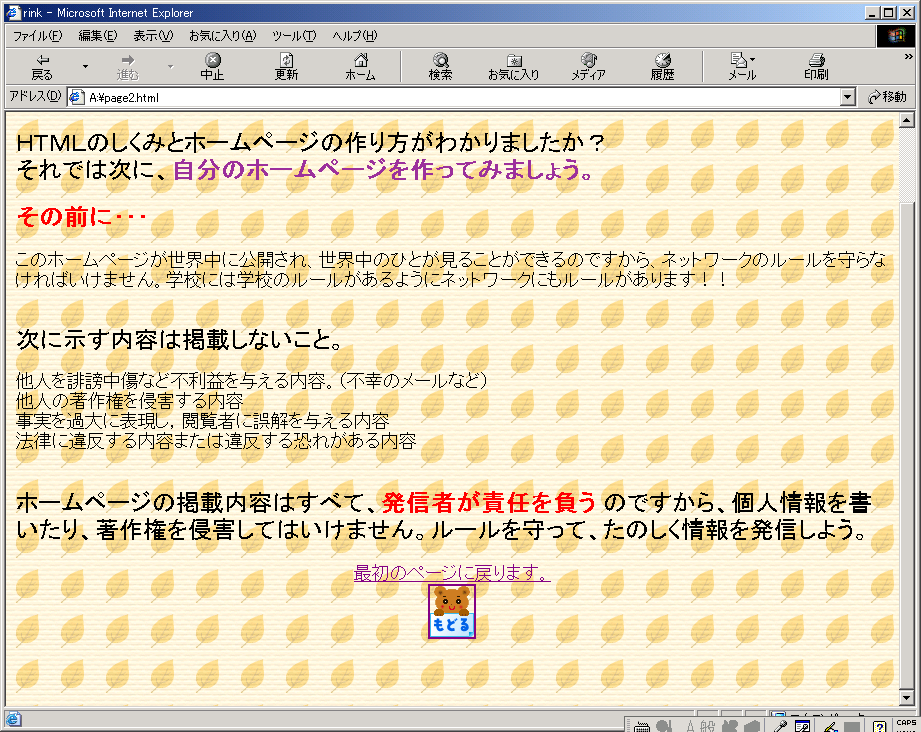 rink - Microsoft Internet Explorer
ファイル(F) 編集(E) 表示(V) お気に入り(A) ツール(T) ヘルプ(H)
戻る 進む 中止 更新 ホーム 検索 お気に入り メディア 履歴 メール 印刷
アドレス(D) A:¥page2.html 移動
HTMLのしくみとホームページの作り方がわかりましたか？
それでは次に、自分のホームページを作ってみましょう。
その前に･･･
このホームページが世界中に公開され、世界中のひとが見ることができるのですから、ネットワークのルールを守らな
ければいけません。学校には学校のルールがあるようにネットワークにもルールがあります！！
次に示す内容は掲載しないこと。
他人を誹謗中傷など不利益を与える内容。（不幸のメールなど）
他人の著作権を侵害する内容
事実を過大に表現し，閲覧者に誤解を与える内容
法律に違反する内容または違反する恐れがある内容
ホームページの掲載内容はすべて、発信者が責任を負う のですから、個人情報を書
いたり、著作権を侵害してはいけません。ルールを守って、たのしく情報を発信しよう。
最初のページに戻ります。
もどる
A 般
CAPS